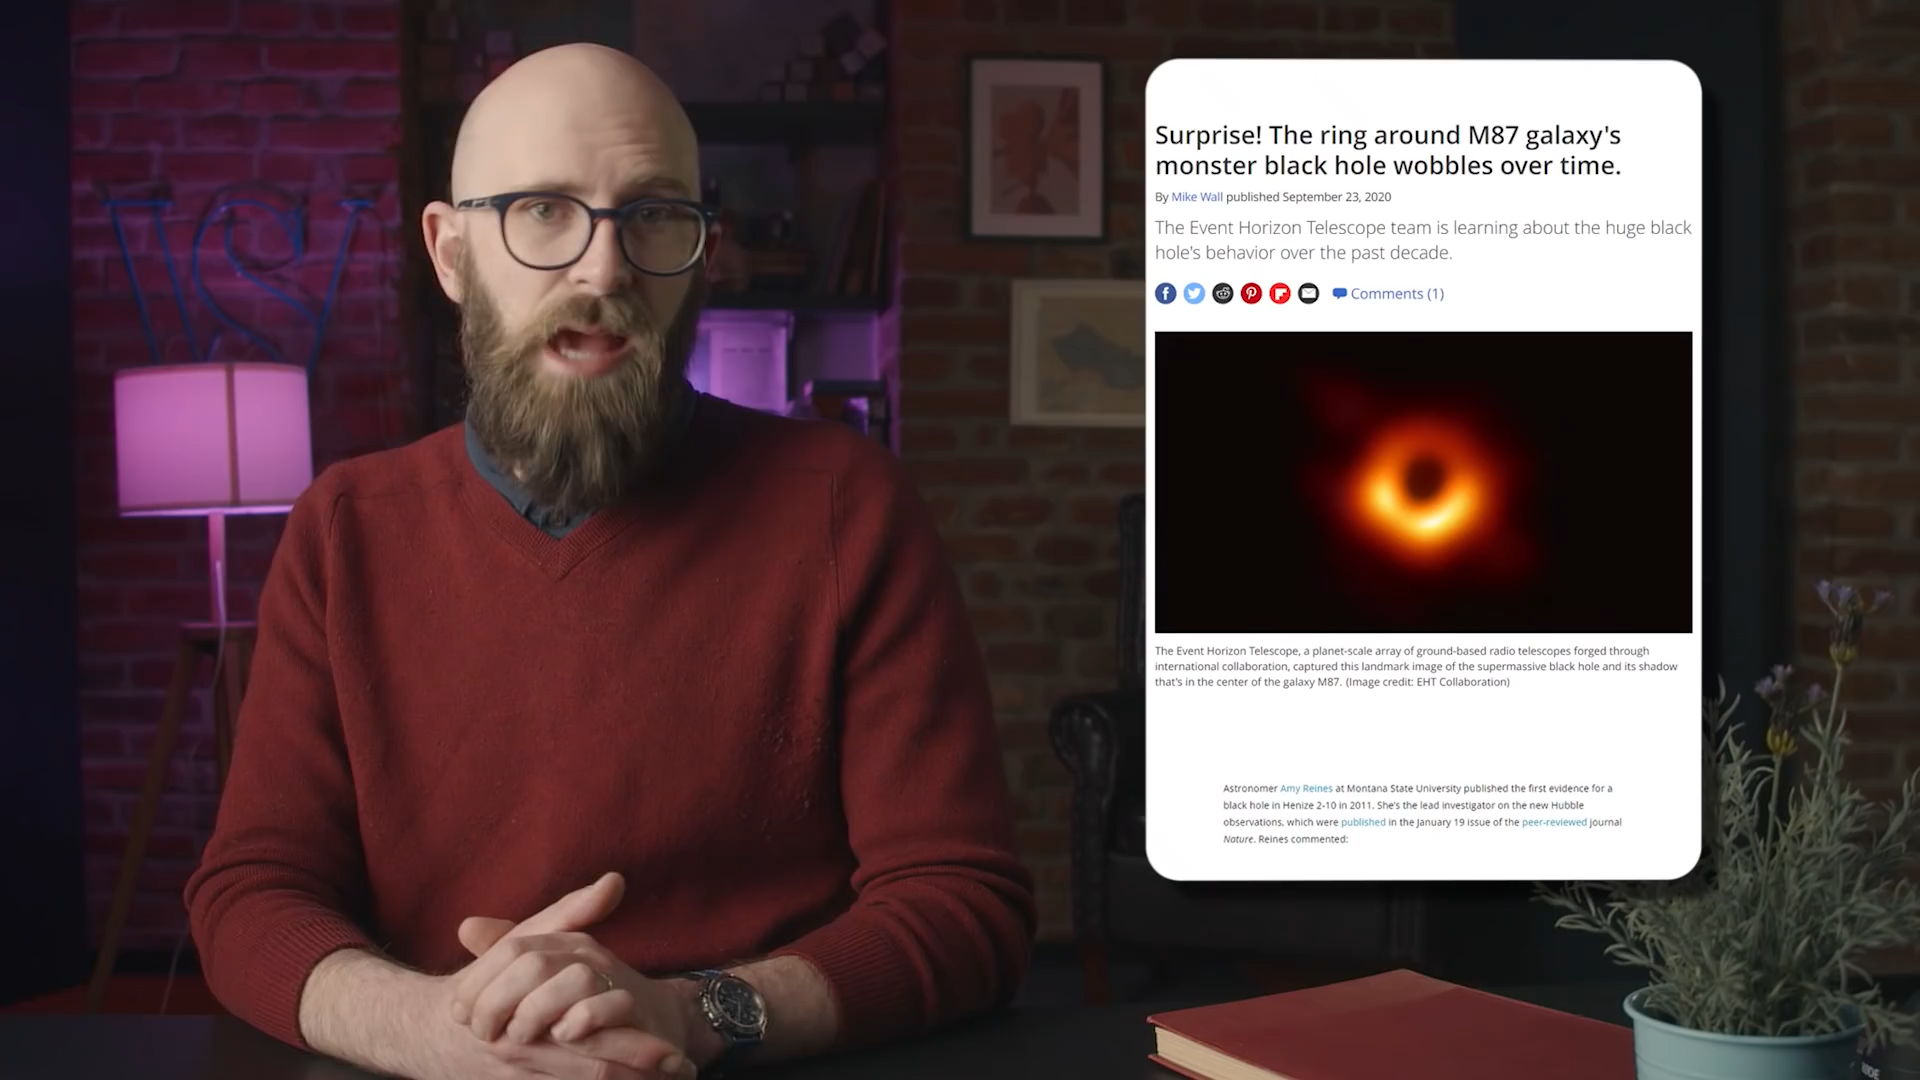 Surprise! The ring around M87 galaxy's
monster black hole wobbles over time.
By Mike Wall published September 23, 2020
The Event Horizon Telescope team is learning about the huge black
hole's behavior over the past decade.
Comments (1)
The Event Horizon Telescope, a planet-scale array of ground-based radio telescopes forged through
international collaboration, captured this landmark image of the supermassive black hole and its shadow
that's in the center of the galaxy M87. (Image credit: EHT Collaboration)
Astronomer Amy Reines at Montana State University published the first evidence for a
black hole in Henize 2-10 in 2011. She's the lead investigator on the new Hubble
observations, which were published in the January 19 issue of the peer-reviewed journal
Nature. Reines commented: